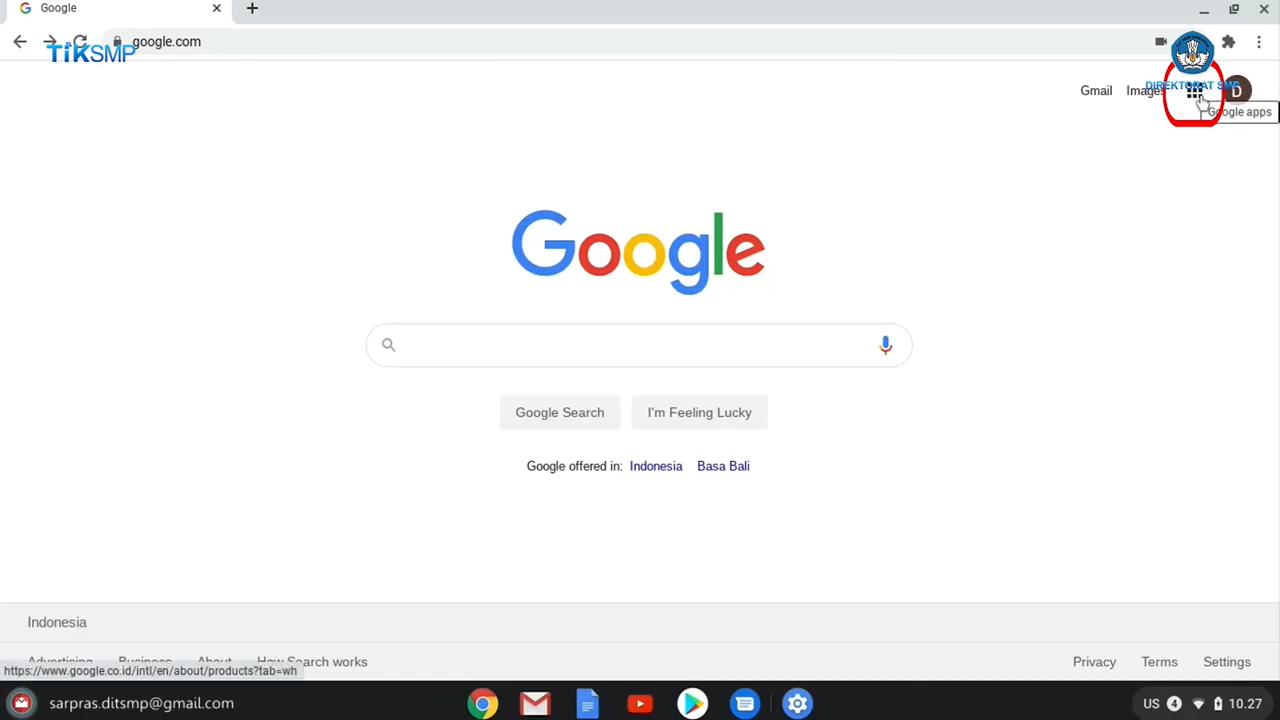 Google
google.com
TiKSMP
Gmail
Images
DIREKTORAT SMP
D
Google apps
Google
Google Search
I'm Feeling Lucky
Google offered in: Indonesia Basa Bali
Indonesia
Advertising Business About How Search works
Privacy Terms Settings
https://www.google.co.id/intl/en/about/products?tab=wh
sarpras.ditsmp@gmail.com
US 4 10.27